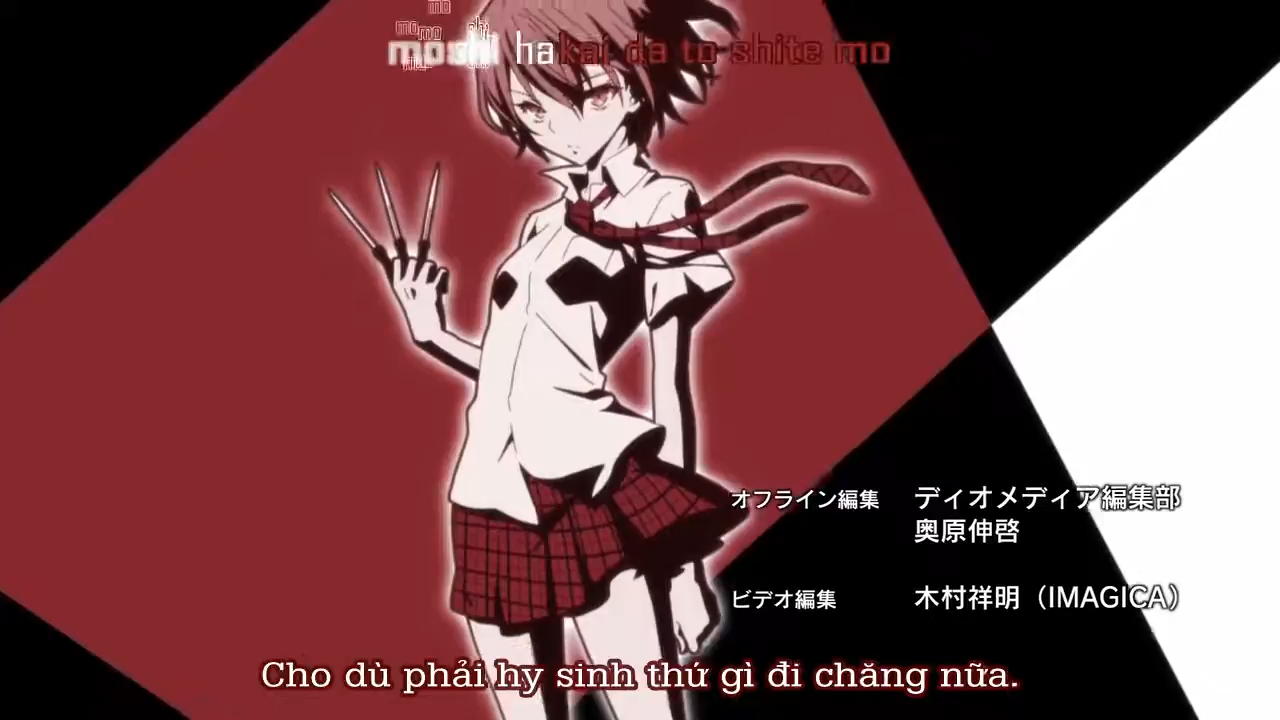 moshi hakai da to shite mo
オフライン編集 ディオメディア編集部
奥原伸啓
ビデオ編集 木村祥明（IMAGICA）
Cho dù phải hy sinh thứ gì đi chăng nữa.